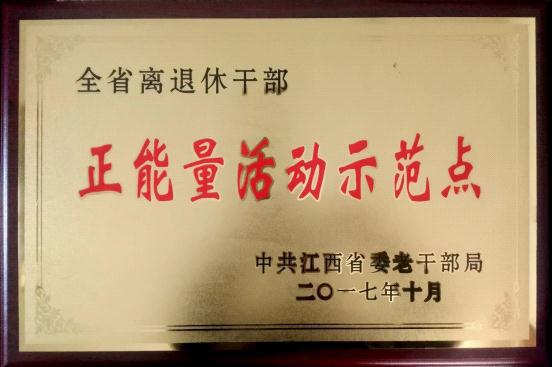 全省离退休干部
正能量活动示范点
中共江西省委老干部局
二〇一七年十月